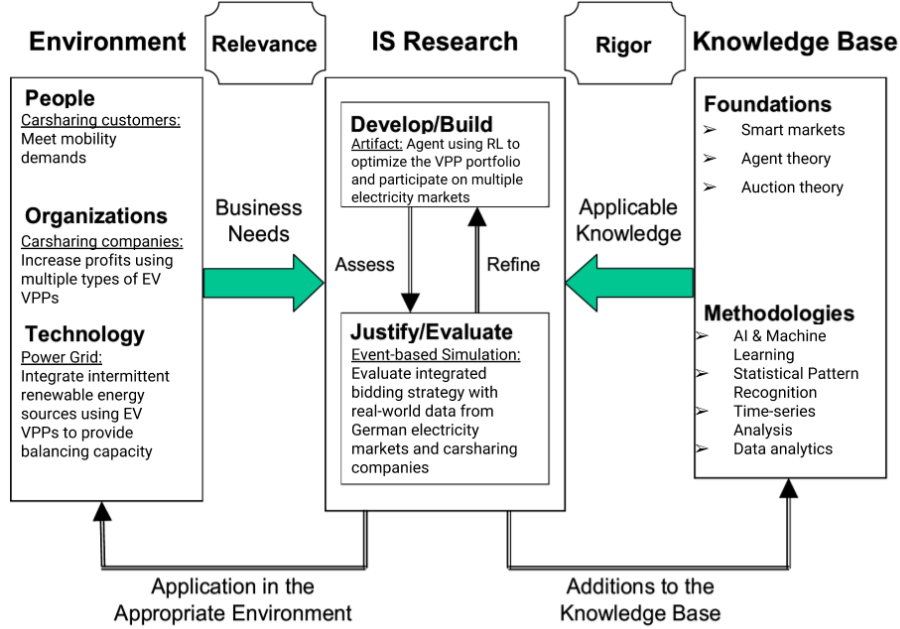 Environment
Relevance
IS Research
Rigor
Knowledge Base
People
Carsharing customers:
Meet mobility
demands
Organizations
Carsharing companies:
Increase profits using
multiple types of EV
VPPs
Technology
Power Grid:
Integrate intermittent
renewable energy
sources using EV
VPPs to provide
balancing capacity
Business
Needs
Develop/Build
Artifact: Agent using RL to
optimize the VPP portfolio
and participate on multiple
electricity markets
Assess
Refine
Justify/Evaluate
Event-based Simulation:
Evaluate integrated
bidding strategy with
real-world data from
German electricity
markets and carsharing
companies
Applicable
Knowledge
Foundations
➢ Smart markets
➢ Agent theory
➢ Auction theory
Methodologies
➢ AI & Machine
Learning
➢ Statistical Pattern
Recognition
➢ Time-series
Analysis
➢ Data analytics
Application in the
Appropriate Environment
Additions to the
Knowledge Base